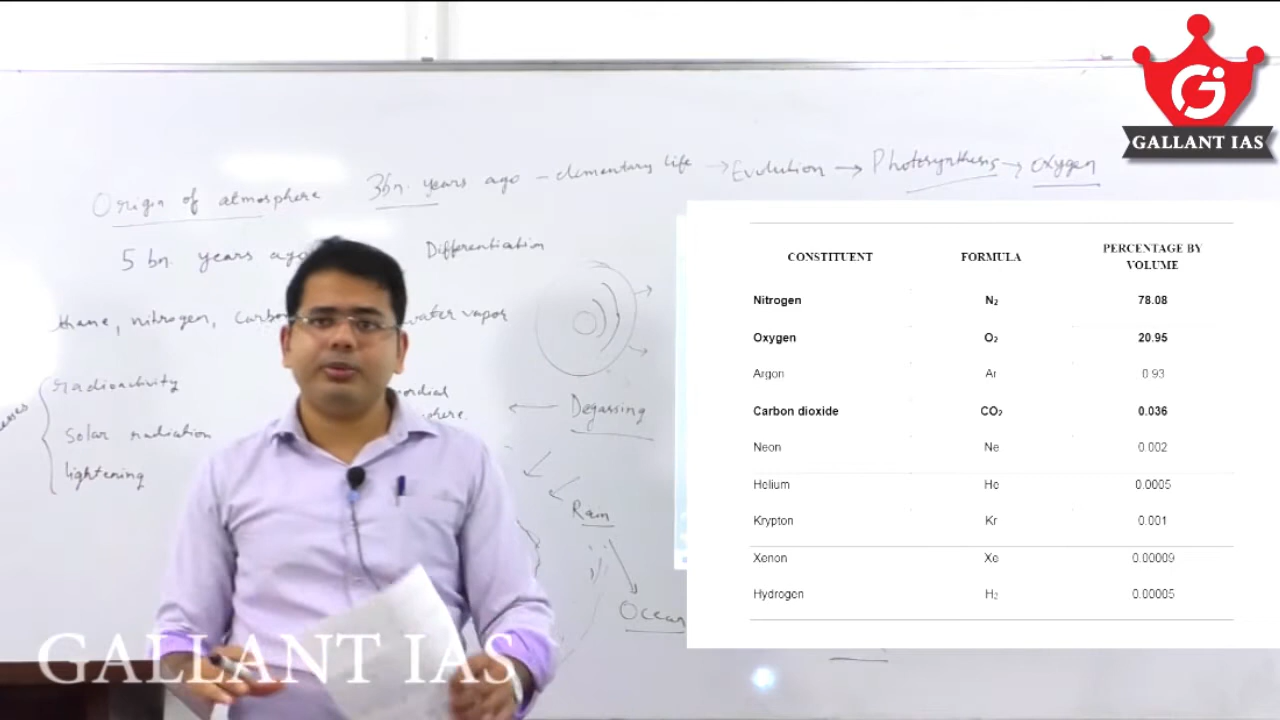 GALLANT IAS
Origin of atmosphere 3bn. years ago - elementary life → Evolution → Photosynthesis → oxygen
5 bn. years ago Differentiation
thane, nitrogen, carbon water vapor
radioactivity
solar radiation
lightening
Degassing
Rain
Ocean
CONSTITUENT FORMULA PERCENTAGE BY VOLUME
Nitrogen N₂ 78.08
Oxygen O₂ 20.95
Argon Ar 0.93
Carbon dioxide CO₂ 0.036
Neon Ne 0.002
Helium He 0.0005
Krypton Kr 0.001
Xenon Xe 0.00009
Hydrogen H₂ 0.00005
GALLANT IAS